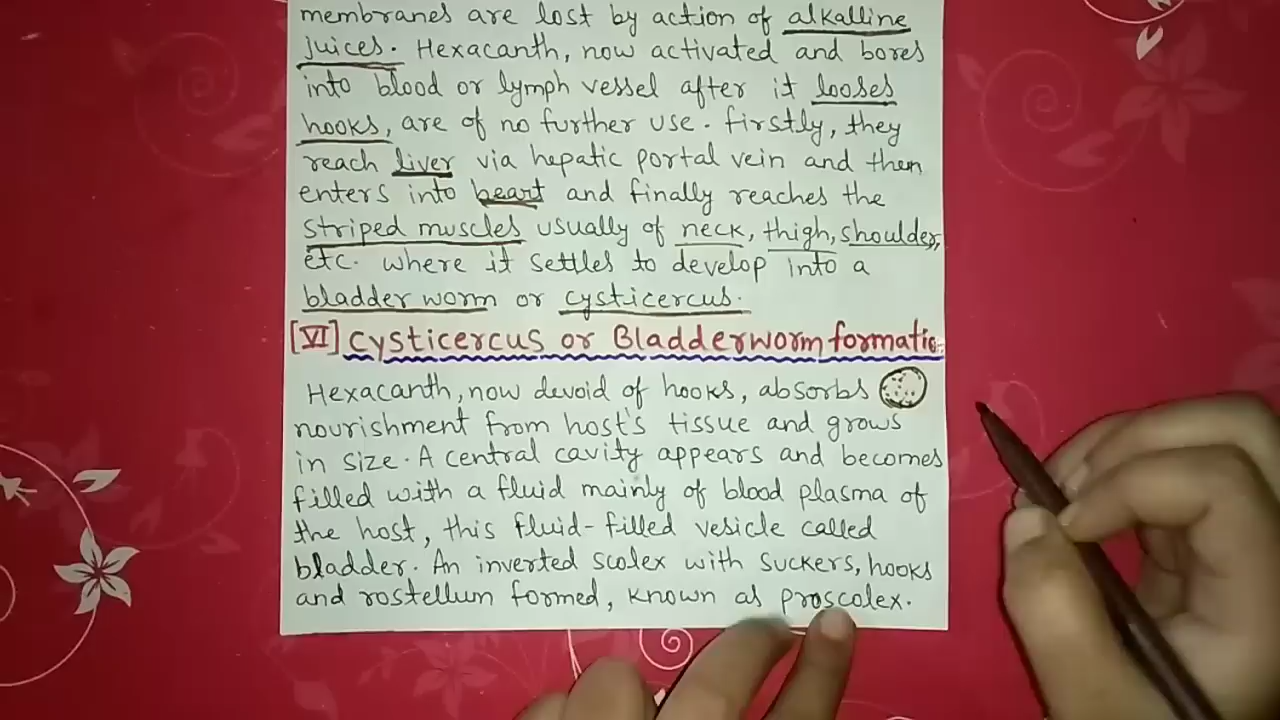 membranes are lost by action of alkalline
juices. Hexacanth, now activated and bores
into blood or lymph vessel after it looses
hooks, are of no further use. firstly, they
reach liver via hepatic portal vein and then
enters into heart and finally reaches the
striped muscles usually of neck, thigh, shoulder,
etc. where it settles to develop into a
bladder worm or cysticercus.
[VI] Cysticercus or Bladderworm formatio
Hexacanth, now devoid of hooks, absorbs
nourishment from host's tissue and grows
in size. A central cavity appears and becomes
filled with a fluid mainly of blood plasma of
the host, this fluid-filled vesicle called
bladder. An inverted scolex with suckers, hooks
and rostellum formed, known as proscolex.